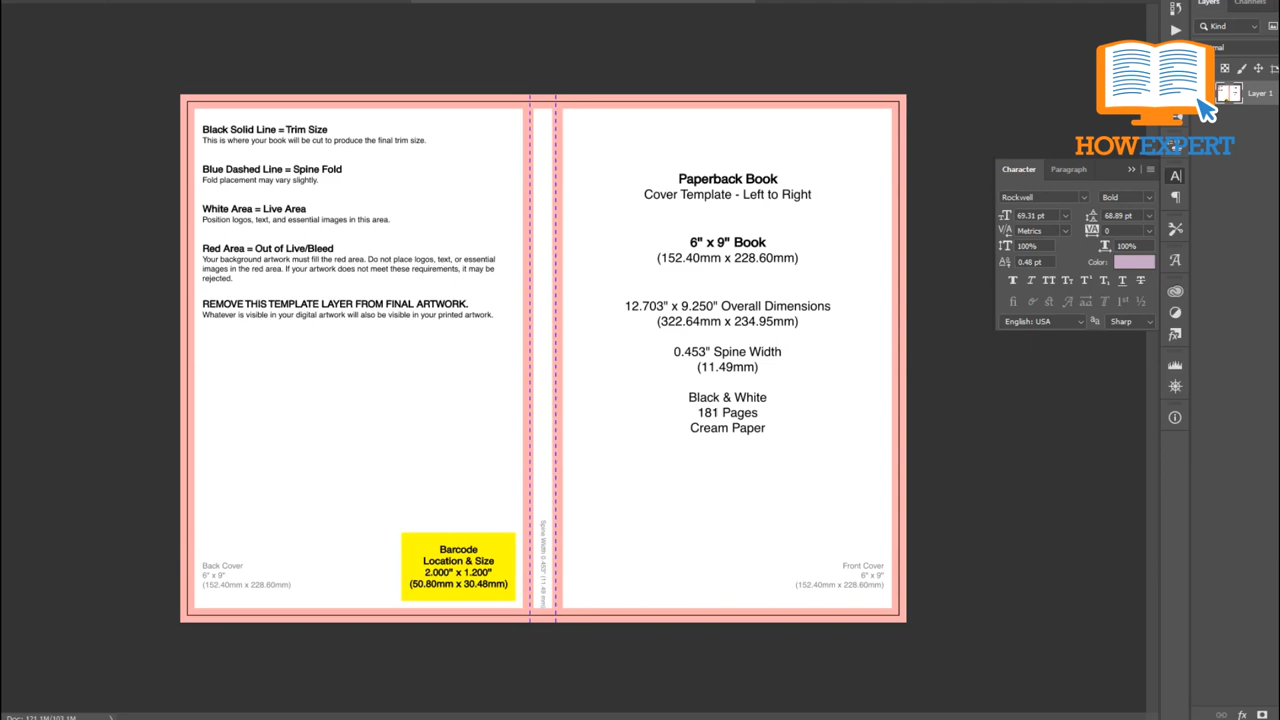 Layers
Channels
Kind
Layer 1
HOWEXPERT
Black Solid Line = Trim Size
This is where your book will be cut to produce the final trim size.
Blue Dashed Line = Spine Fold
Fold placement may vary slightly.
White Area = Live Area
Position logos, text, and essential images in this area.
Red Area = Out of Live/Bleed
Your background artwork must fill the red area. Do not place logos, text, or essential
images in the red area. If your artwork does not meet these requirements, it may be
rejected.
REMOVE THIS TEMPLATE LAYER FROM FINAL ARTWORK.
Whatever is visible in your digital artwork will also be visible in your printed artwork.
Back Cover
6" x 9"
(152.40mm x 228.60mm)
Barcode
Location & Size
2.000" x 1.200"
(50.80mm x 30.48mm)
Spine Width 0.453" (11.49 mm)
Paperback Book
Cover Template - Left to Right
6" x 9" Book
(152.40mm x 228.60mm)
12.703" x 9.250" Overall Dimensions
(322.64mm x 234.95mm)
0.453" Spine Width
(11.49mm)
Black & White
181 Pages
Cream Paper
Front Cover
6" x 9"
(152.40mm x 228.60mm)
Character
Paragraph
Rockwell
Bold
69.31 pt
68.89 pt
Metrics
0
100%
100%
0.48 pt
Color:
English: USA
Sharp